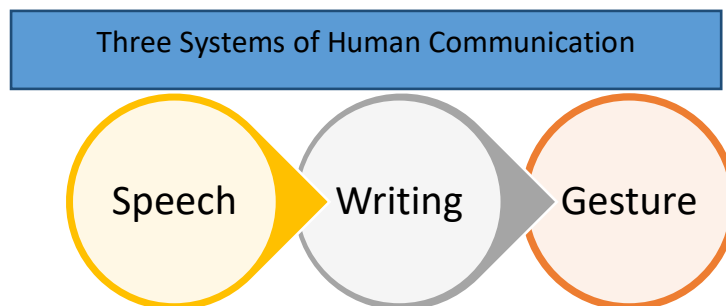 Three Systems of Human Communication
Speech
Writing
Gesture